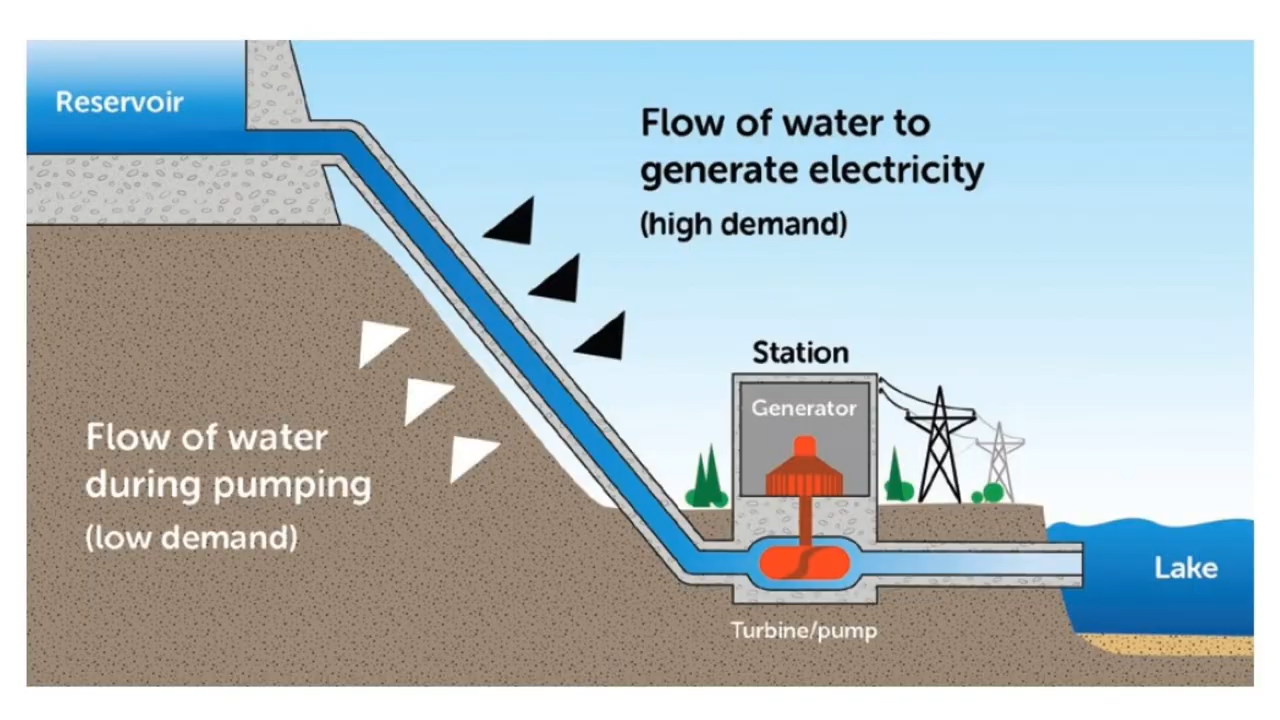 Reservoir
Flow of water to
generate electricity
(high demand)
Station
Generator
Flow of water
during pumping
(low demand)
Lake
Turbine/pump